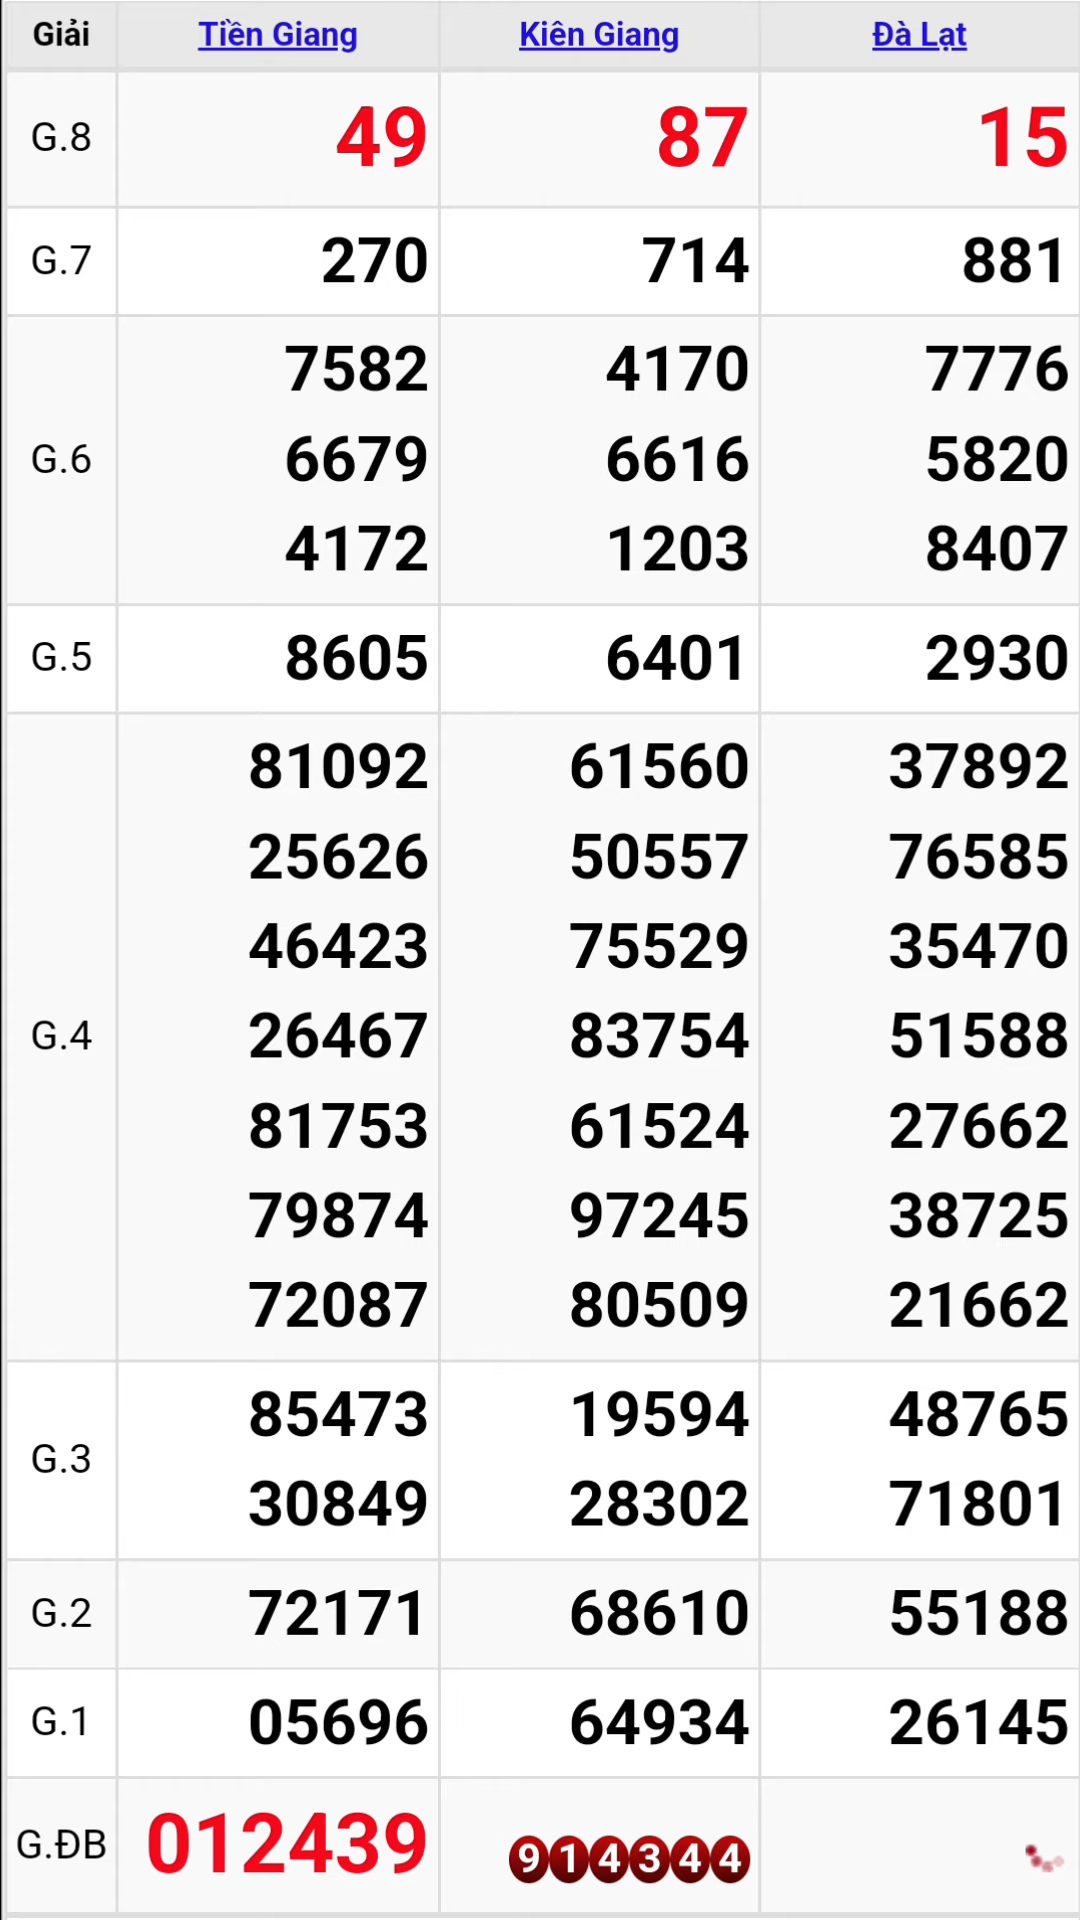 Giải Tiền Giang Kiên Giang Đà Lạt
G.8 49 87 15
G.7 270 714 881
7582 4170 7776
G.6 6679 6616 5820
4172 1203 8407
G.5 8605 6401 2930
81092 61560 37892
25626 50557 76585
46423 75529 35470
G.4 26467 83754 51588
81753 61524 27662
79874 97245 38725
72087 80509 21662
G.3 85473 19594 48765
30849 28302 71801
G.2 72171 68610 55188
G.1 05696 64934 26145
G.ĐB 012439 914344